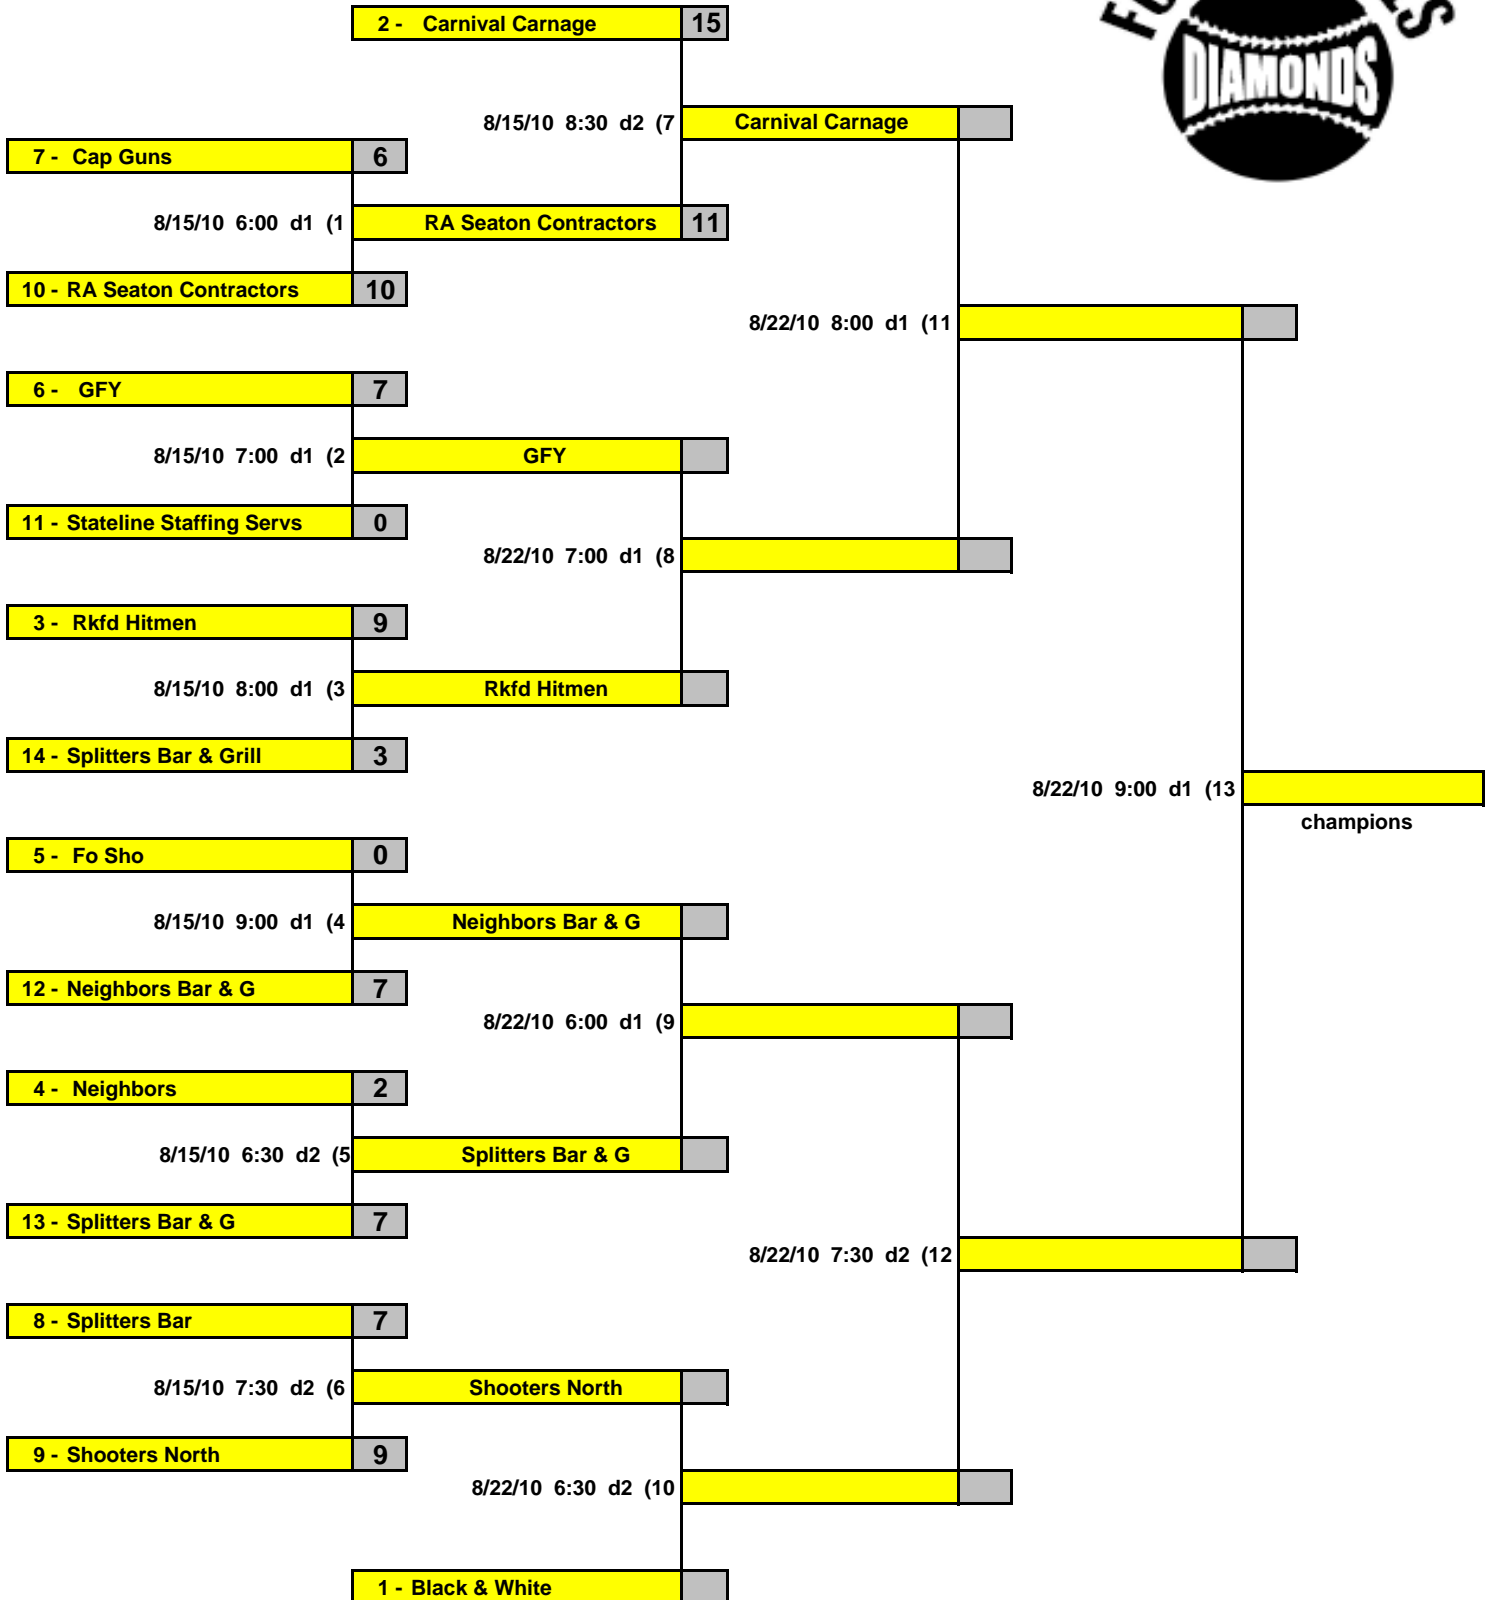 2 - Carnival Carnage 15
DIAMONDS
8/15/10 8:30 d2 (7 Carnival Carnage
7 - Cap Guns 6
8/15/10 6:00 d1 (1 RA Seaton Contractors 11
10 - RA Seaton Contractors 10
8/22/10 8:00 d1 (11
6 - GFY 7
8/15/10 7:00 d1 (2 GFY
11 - Stateline Staffing Servs 0
8/22/10 7:00 d1 (8
3 - Rkfd Hitmen 9
8/15/10 8:00 d1 (3 Rkfd Hitmen
14 - Splitters Bar & Grill 3
8/22/10 9:00 d1 (13
champions
5 - Fo Sho 0
8/15/10 9:00 d1 (4 Neighbors Bar & G
12 - Neighbors Bar & G 7
8/22/10 6:00 d1 (9
4 - Neighbors 2
8/15/10 6:30 d2 (5 Splitters Bar & G
13 - Splitters Bar & G 7
8/22/10 7:30 d2 (12
8 - Splitters Bar 7
8/15/10 7:30 d2 (6 Shooters North
9 - Shooters North 9
8/22/10 6:30 d2 (10
1 - Black & White